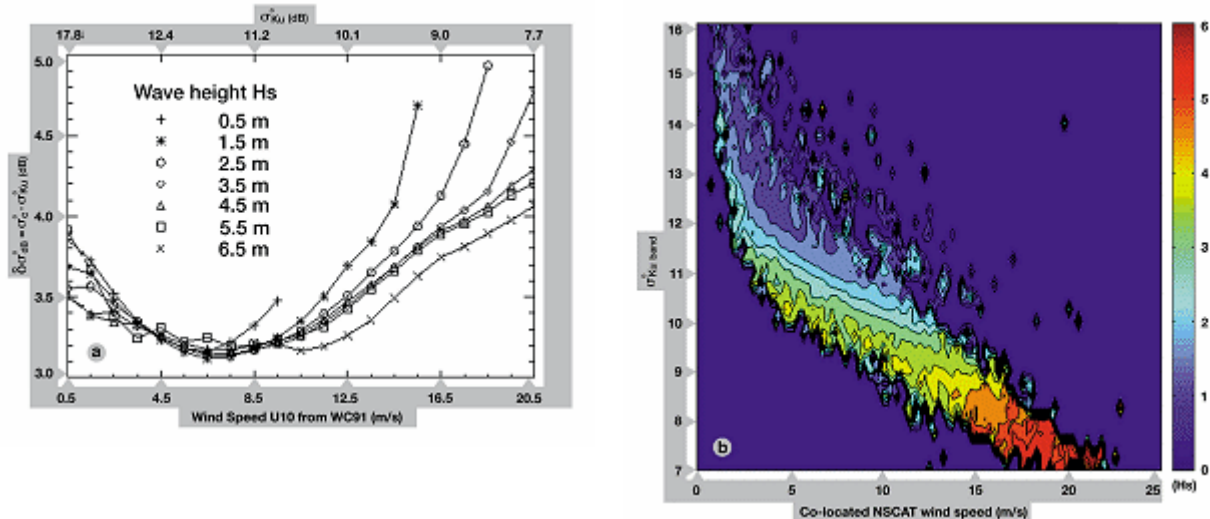 σ°Ku (dB)
17.8 12.4 11.2 10.1 9.0 7.7
5.0
4.5
4.0
3.5
3.0
Wave height Hs
0.5 m
1.5 m
2.5 m
3.5 m
4.5 m
5.5 m
6.5 m
a
0.5 4.5 8.5 12.5 16.5 20.5
Wind Speed U10 from WC91 (m/s)
16
15
14
13
12
11
10
9
8
7
σ°Ku band
b
0 5 10 15 20 25
Co-located NSCAT wind speed (m/s)
6
5
4
3
2
1
0
(Hs)